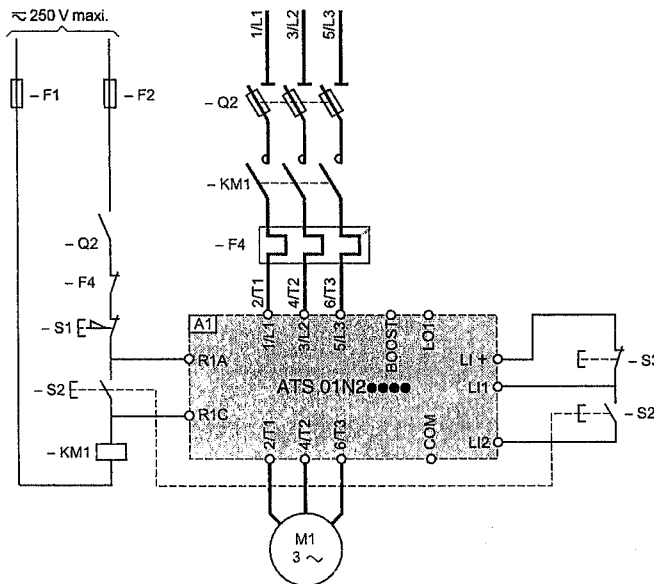 ≂ 250 V maxi.
1/L1
3/L2
5/L3
– F1
– F2
– Q2
– KM1
– Q2
– F4
– F4
2/T1
4/T2
6/T3
– S1
A1
1/L1
3/L2
5/L3
BOOST
LO1
R1A
LI +
– S3
ATS 01N2●●●●
LI1
– S2
R1C
– S2
– KM1
2/T1
4/T2
6/T3
COM
LI2
M1
3 ~